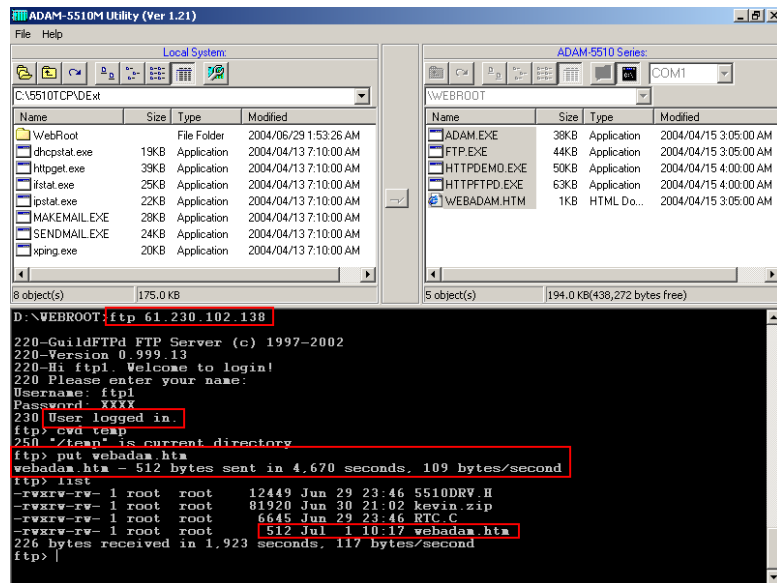 ADAM-5510M Utility (Ver 1.21)
File Help
Local System:
C:\5510TCP\DExt
Name Size Type Modified
WebRoot File Folder 2004/06/29 1:53:26 AM
dhcpstat.exe 19KB Application 2004/04/13 7:10:00 AM
httpget.exe 39KB Application 2004/04/13 7:10:00 AM
ifstat.exe 25KB Application 2004/04/13 7:10:00 AM
ipstat.exe 22KB Application 2004/04/13 7:10:00 AM
MAKEMAIL.EXE 28KB Application 2004/04/13 7:10:00 AM
SENDMAIL.EXE 24KB Application 2004/04/13 7:10:00 AM
xping.exe 20KB Application 2004/04/13 7:10:00 AM
8 object(s) 175.0 KB
ADAM-5510 Series:
COM1
\WEBROOT
Name Size Type Modified
ADAM.EXE 38KB Application 2004/04/15 3:05:00 AM
FTP.EXE 44KB Application 2004/04/15 3:05:00 AM
HTTPDEMO.EXE 50KB Application 2004/04/15 4:00:00 AM
HTTPFTPD.EXE 63KB Application 2004/04/15 4:00:00 AM
WEBADAM.HTM 1KB HTML Do... 2004/04/15 3:05:00 AM
5 object(s) 194.0 KB(438,272 bytes free)
D:\WEBROOT>ftp 61.230.102.138
220-GuildFTPd FTP Server (c) 1997-2002
220-Version 0.999.13
220-Hi ftp1. Welcome to login!
220 Please enter your name:
Username: ftp1
Password: XXXX
230 User logged in.
ftp> cwd temp
250 "/temp" is current directory
ftp> put webadam.htm
webadam.htm - 512 bytes sent in 4,670 seconds, 109 bytes/second
ftp> list
-rwxrw-rw- 1 root root 12449 Jun 29 23:46 5510DRV.H
-rwxrw-rw- 1 root root 81920 Jun 30 21:02 kevin.zip
-rwxrw-rw- 1 root root 6645 Jun 29 23:46 RTC.C
-rwxrw-rw- 1 root root 512 Jul 1 10:17 webadam.htm
226 bytes received in 1,923 seconds, 117 bytes/second
ftp>